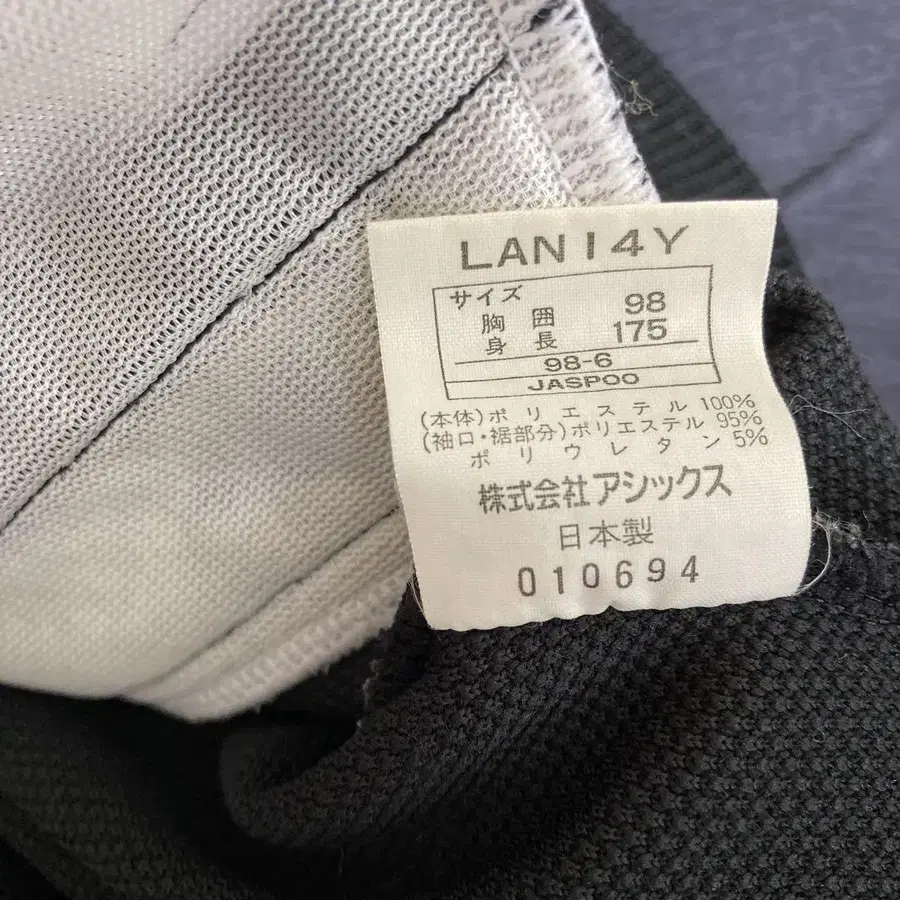 LAN14Y
サイズ
胸囲 98
身長 175
98-6
JASPOO
(本体)ポリエステル 100%
(袖口・裾部分)ポリエステル 95%
ポリウレタン 5%
株式会社アシックス
日本製
010694